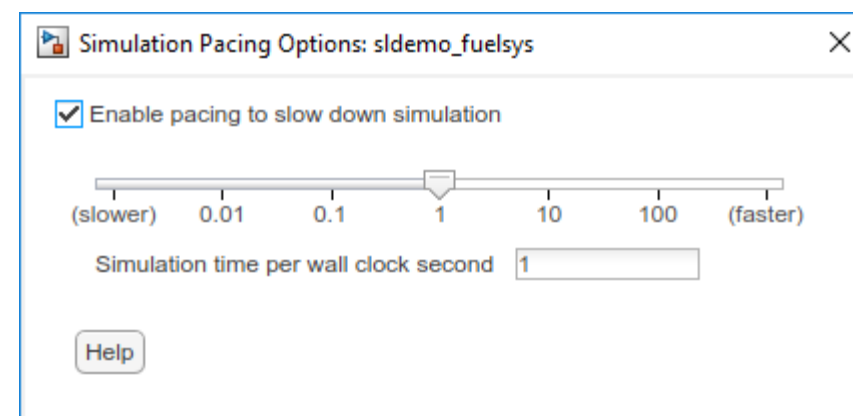 Simulation Pacing Options: sldemo_fuelsys
Enable pacing to slow down simulation
(slower) 0.01 0.1 1 10 100 (faster)
Simulation time per wall clock second 1
Help